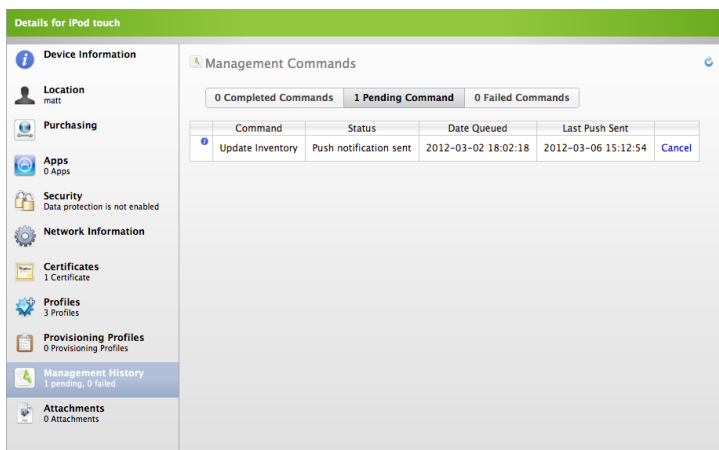 Details for iPod touch
Device Information
Location
matt
Purchasing
Apps
0 Apps
Security
Data protection is not enabled
Network Information
Certificates
1 Certificate
Profiles
3 Profiles
Provisioning Profiles
0 Provisioning Profiles
Management History
1 pending, 0 failed
Attachments
0 Attachments
Management Commands
0 Completed Commands 1 Pending Command 0 Failed Commands
Command Status Date Queued Last Push Sent
Update Inventory Push notification sent 2012-03-02 18:02:18 2012-03-06 15:12:54 Cancel